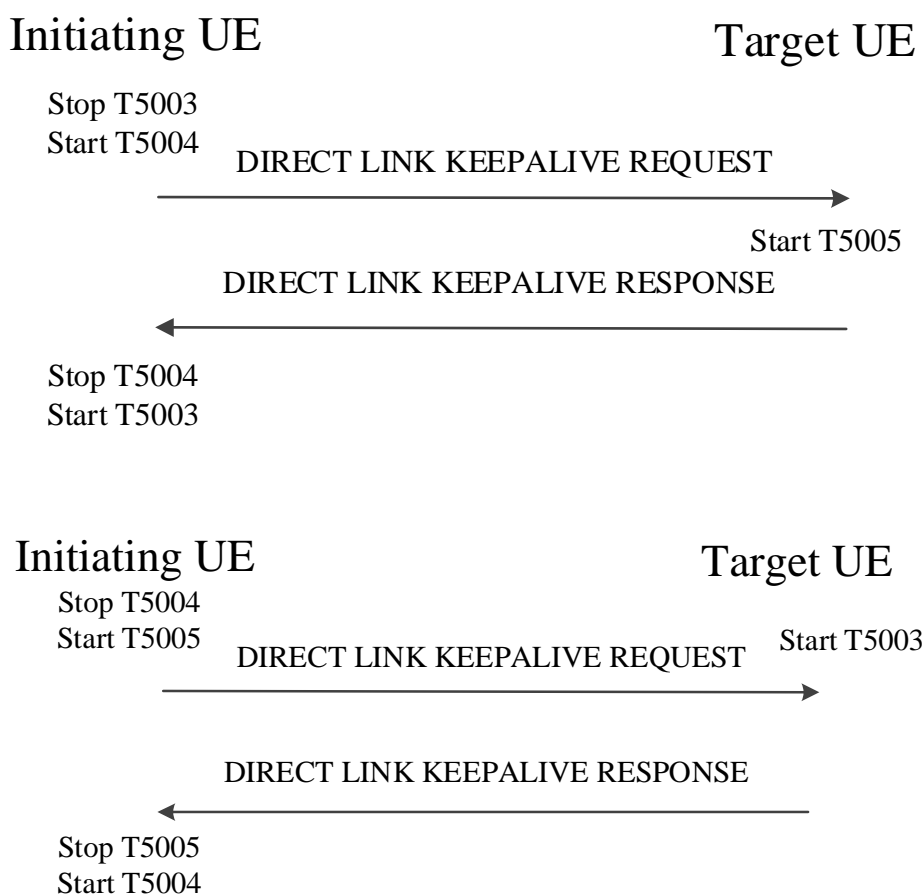 Initiating UE
Target UE
Stop T5003
Start T5004
DIRECT LINK KEEPALIVE REQUEST
Start T5005
DIRECT LINK KEEPALIVE RESPONSE
Stop T5004
Start T5003
Initiating UE
Target UE
Stop T5004
Start T5005
DIRECT LINK KEEPALIVE REQUEST
Start T5003
DIRECT LINK KEEPALIVE RESPONSE
Stop T5005
Start T5004